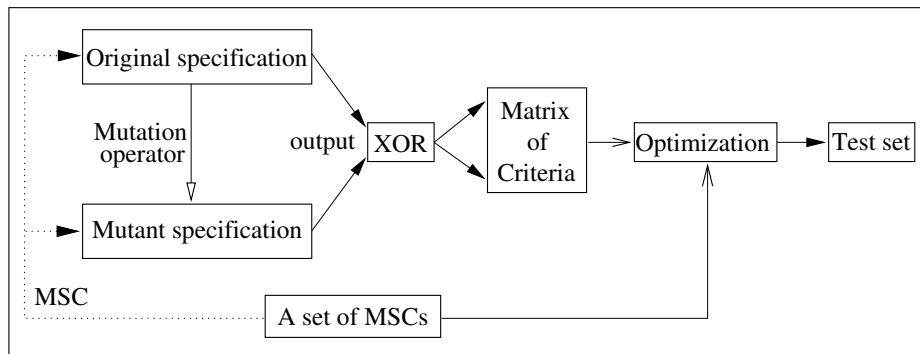 Original specification
Mutation
operator
output
XOR
Matrix
of
Criteria
Optimization
Test set
Mutant specification
MSC
A set of MSCs